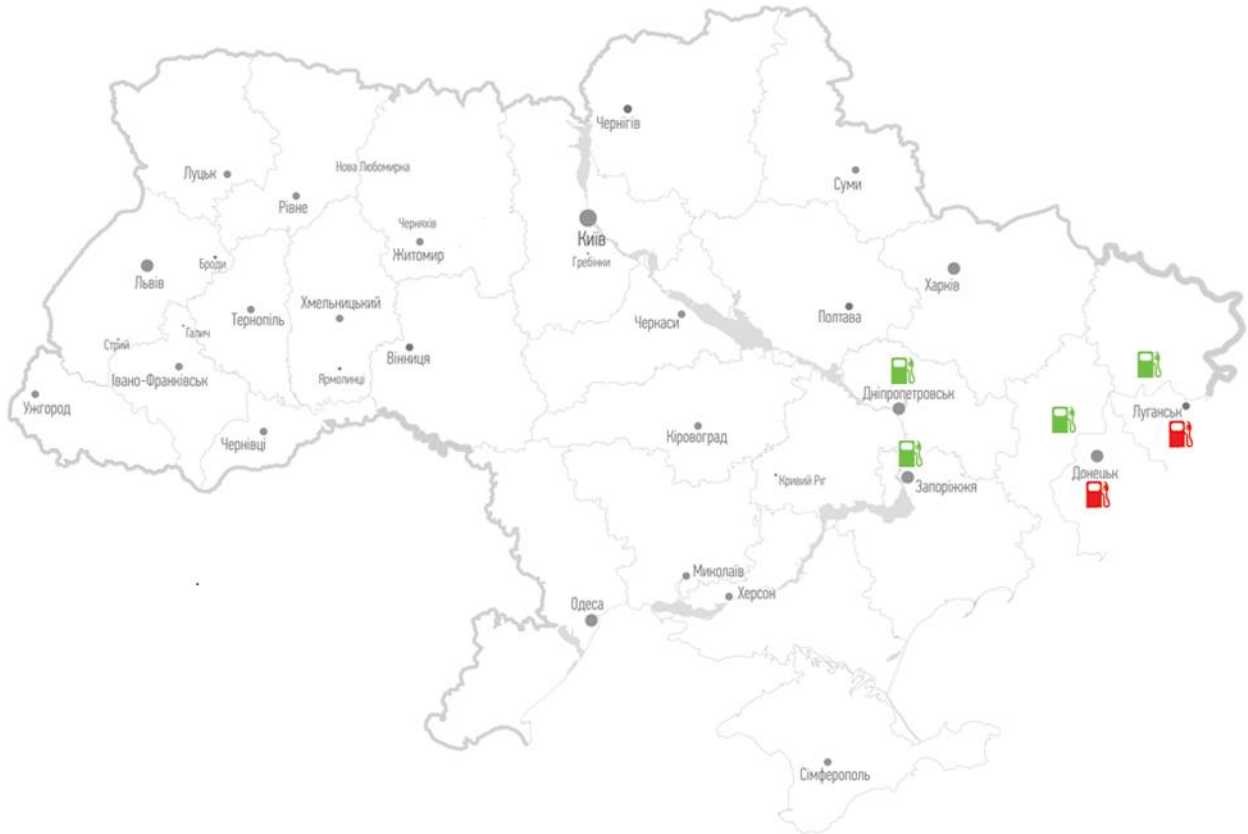 Чернігів
Луцьк
Нова Любомирка
Суми
Рівне
Черняхів
Київ
Житомир
Гребінки
Броди
Львів
Харків
Хмельницький
Тернопіль
Полтава
Черкаси
Галич
Стрий
Вінниця
Івано-Франківськ
Ярмолинці
Дніпропетровськ
Ужгород
Луганськ
Чернівці
Кіровоград
Донецьк
Кривий Ріг
Запоріжжя
Миколаїв
Херсон
Одеса
Сімферополь